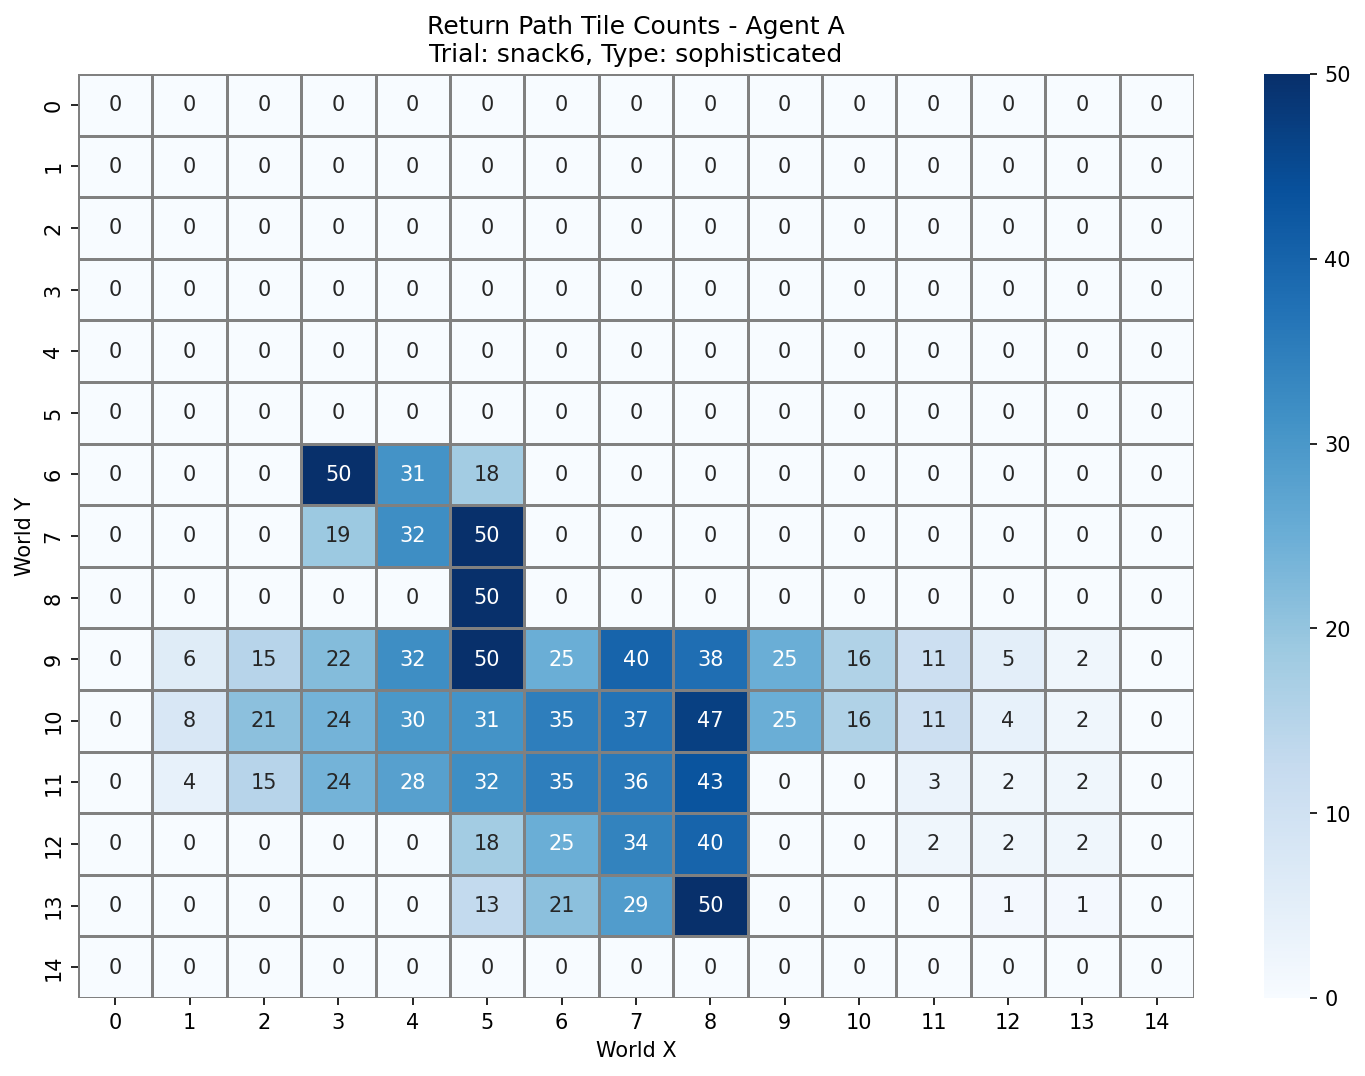 Return Path Tile Counts - Agent A
Trial: snack6, Type: sophisticated
0 0 0 0 0 0 0 0 0 0 0 0 0 0 0 0
1 0 0 0 0 0 0 0 0 0 0 0 0 0 0 0
2 0 0 0 0 0 0 0 0 0 0 0 0 0 0 0
3 0 0 0 0 0 0 0 0 0 0 0 0 0 0 0
4 0 0 0 0 0 0 0 0 0 0 0 0 0 0 0
5 0 0 0 0 0 0 0 0 0 0 0 0 0 0 0
6 0 0 0 50 31 18 0 0 0 0 0 0 0 0 0
7 0 0 0 19 32 50 0 0 0 0 0 0 0 0 0
8 0 0 0 0 0 50 0 0 0 0 0 0 0 0 0
9 0 6 15 22 32 50 25 40 38 25 16 11 5 2 0
10 0 8 21 24 30 31 35 37 47 25 16 11 4 2 0
11 0 4 15 24 28 32 35 36 43 0 0 3 2 2 0
12 0 0 0 0 0 18 25 34 40 0 0 2 2 2 0
13 0 0 0 0 0 13 21 29 50 0 0 0 1 1 0
14 0 0 0 0 0 0 0 0 0 0 0 0 0 0 0
0 1 2 3 4 5 6 7 8 9 10 11 12 13 14
World X
World Y
50
40
30
20
10
0